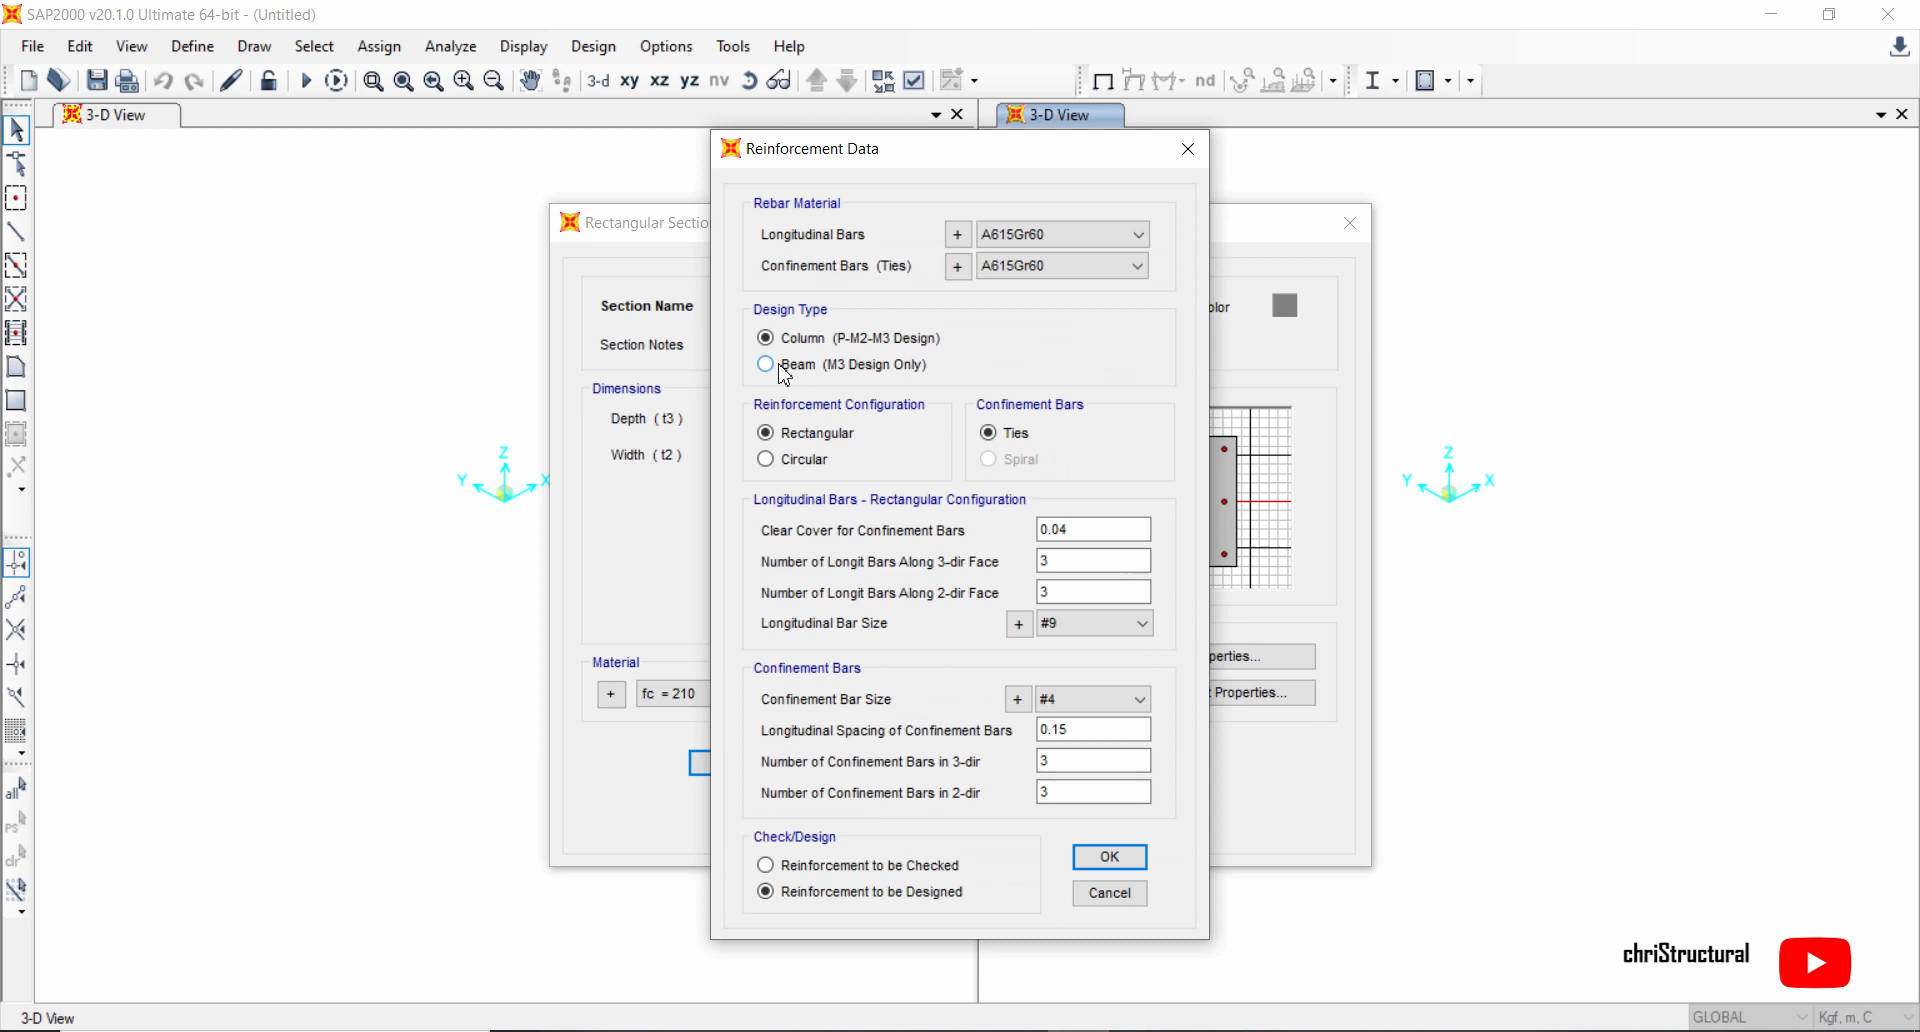 SAP2000 v20.1.0 Ultimate 64-bit - (Untitled)
File Edit View Define Draw Select Assign Analyze Display Design Options Tools Help
3-d xy xz yz nv nd
3-D View
3-D View
Reinforcement Data
Rebar Material
Longitudinal Bars + A615Gr60
Confinement Bars (Ties) + A615Gr60
Design Type
Column (P-M2-M3 Design)
Beam (M3 Design Only)
Reinforcement Configuration
Rectangular
Circular
Confinement Bars
Ties
Spiral
Longitudinal Bars - Rectangular Configuration
Clear Cover for Confinement Bars 0.04
Number of Longit Bars Along 3-dir Face 3
Number of Longit Bars Along 2-dir Face 3
Longitudinal Bar Size + #9
Confinement Bars
Confinement Bar Size + #4
Longitudinal Spacing of Confinement Bars 0.15
Number of Confinement Bars in 3-dir 3
Number of Confinement Bars in 2-dir 3
Check/Design
Reinforcement to be Checked
Reinforcement to be Designed
OK
Cancel
Rectangular Sectio
Section Name
Section Notes
olor
Dimensions
Depth ( t3 )
Width ( t2 )
Material
+ fc = 210
perties...
t Properties...
Z
Y X
Z
Y X
all
PS
clr
chriStructural
3-D View
GLOBAL
Kgf, m, C